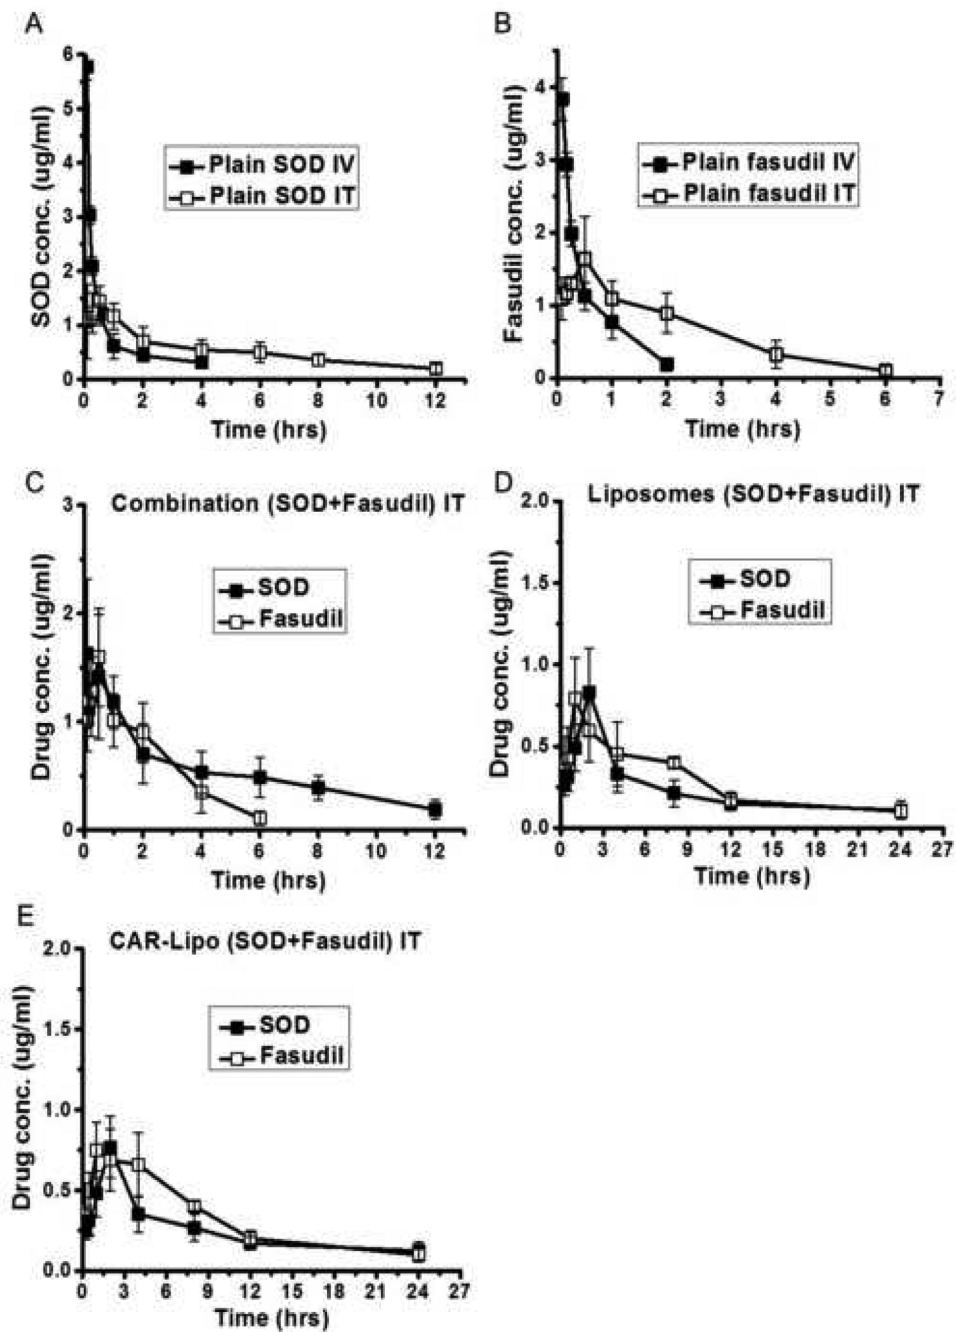 A
6
5
4
3
2
1
0
SOD conc. (ug/ml)
Plain SOD IV
Plain SOD IT
0 2 4 6 8 10 12
Time (hrs)
B
4
3
2
1
0
Fasudil conc. (ug/ml)
Plain fasudil IV
Plain fasudil IT
0 1 2 3 4 5 6 7
Time (hrs)
C
Combination (SOD+Fasudil) IT
3
2
1
0
Drug conc. (ug/ml)
SOD
Fasudil
0 2 4 6 8 10 12
Time (hrs)
D
Liposomes (SOD+Fasudil) IT
2.0
1.5
1.0
0.5
0.0
Drug conc. (ug/ml)
SOD
Fasudil
0 3 6 9 12 15 18 21 24 27
Time (hrs)
E
CAR-Lipo (SOD+Fasudil) IT
2.0
1.5
1.0
0.5
0.0
Drug conc. (ug/ml)
SOD
Fasudil
0 3 6 9 12 15 18 21 24 27
Time (hrs)